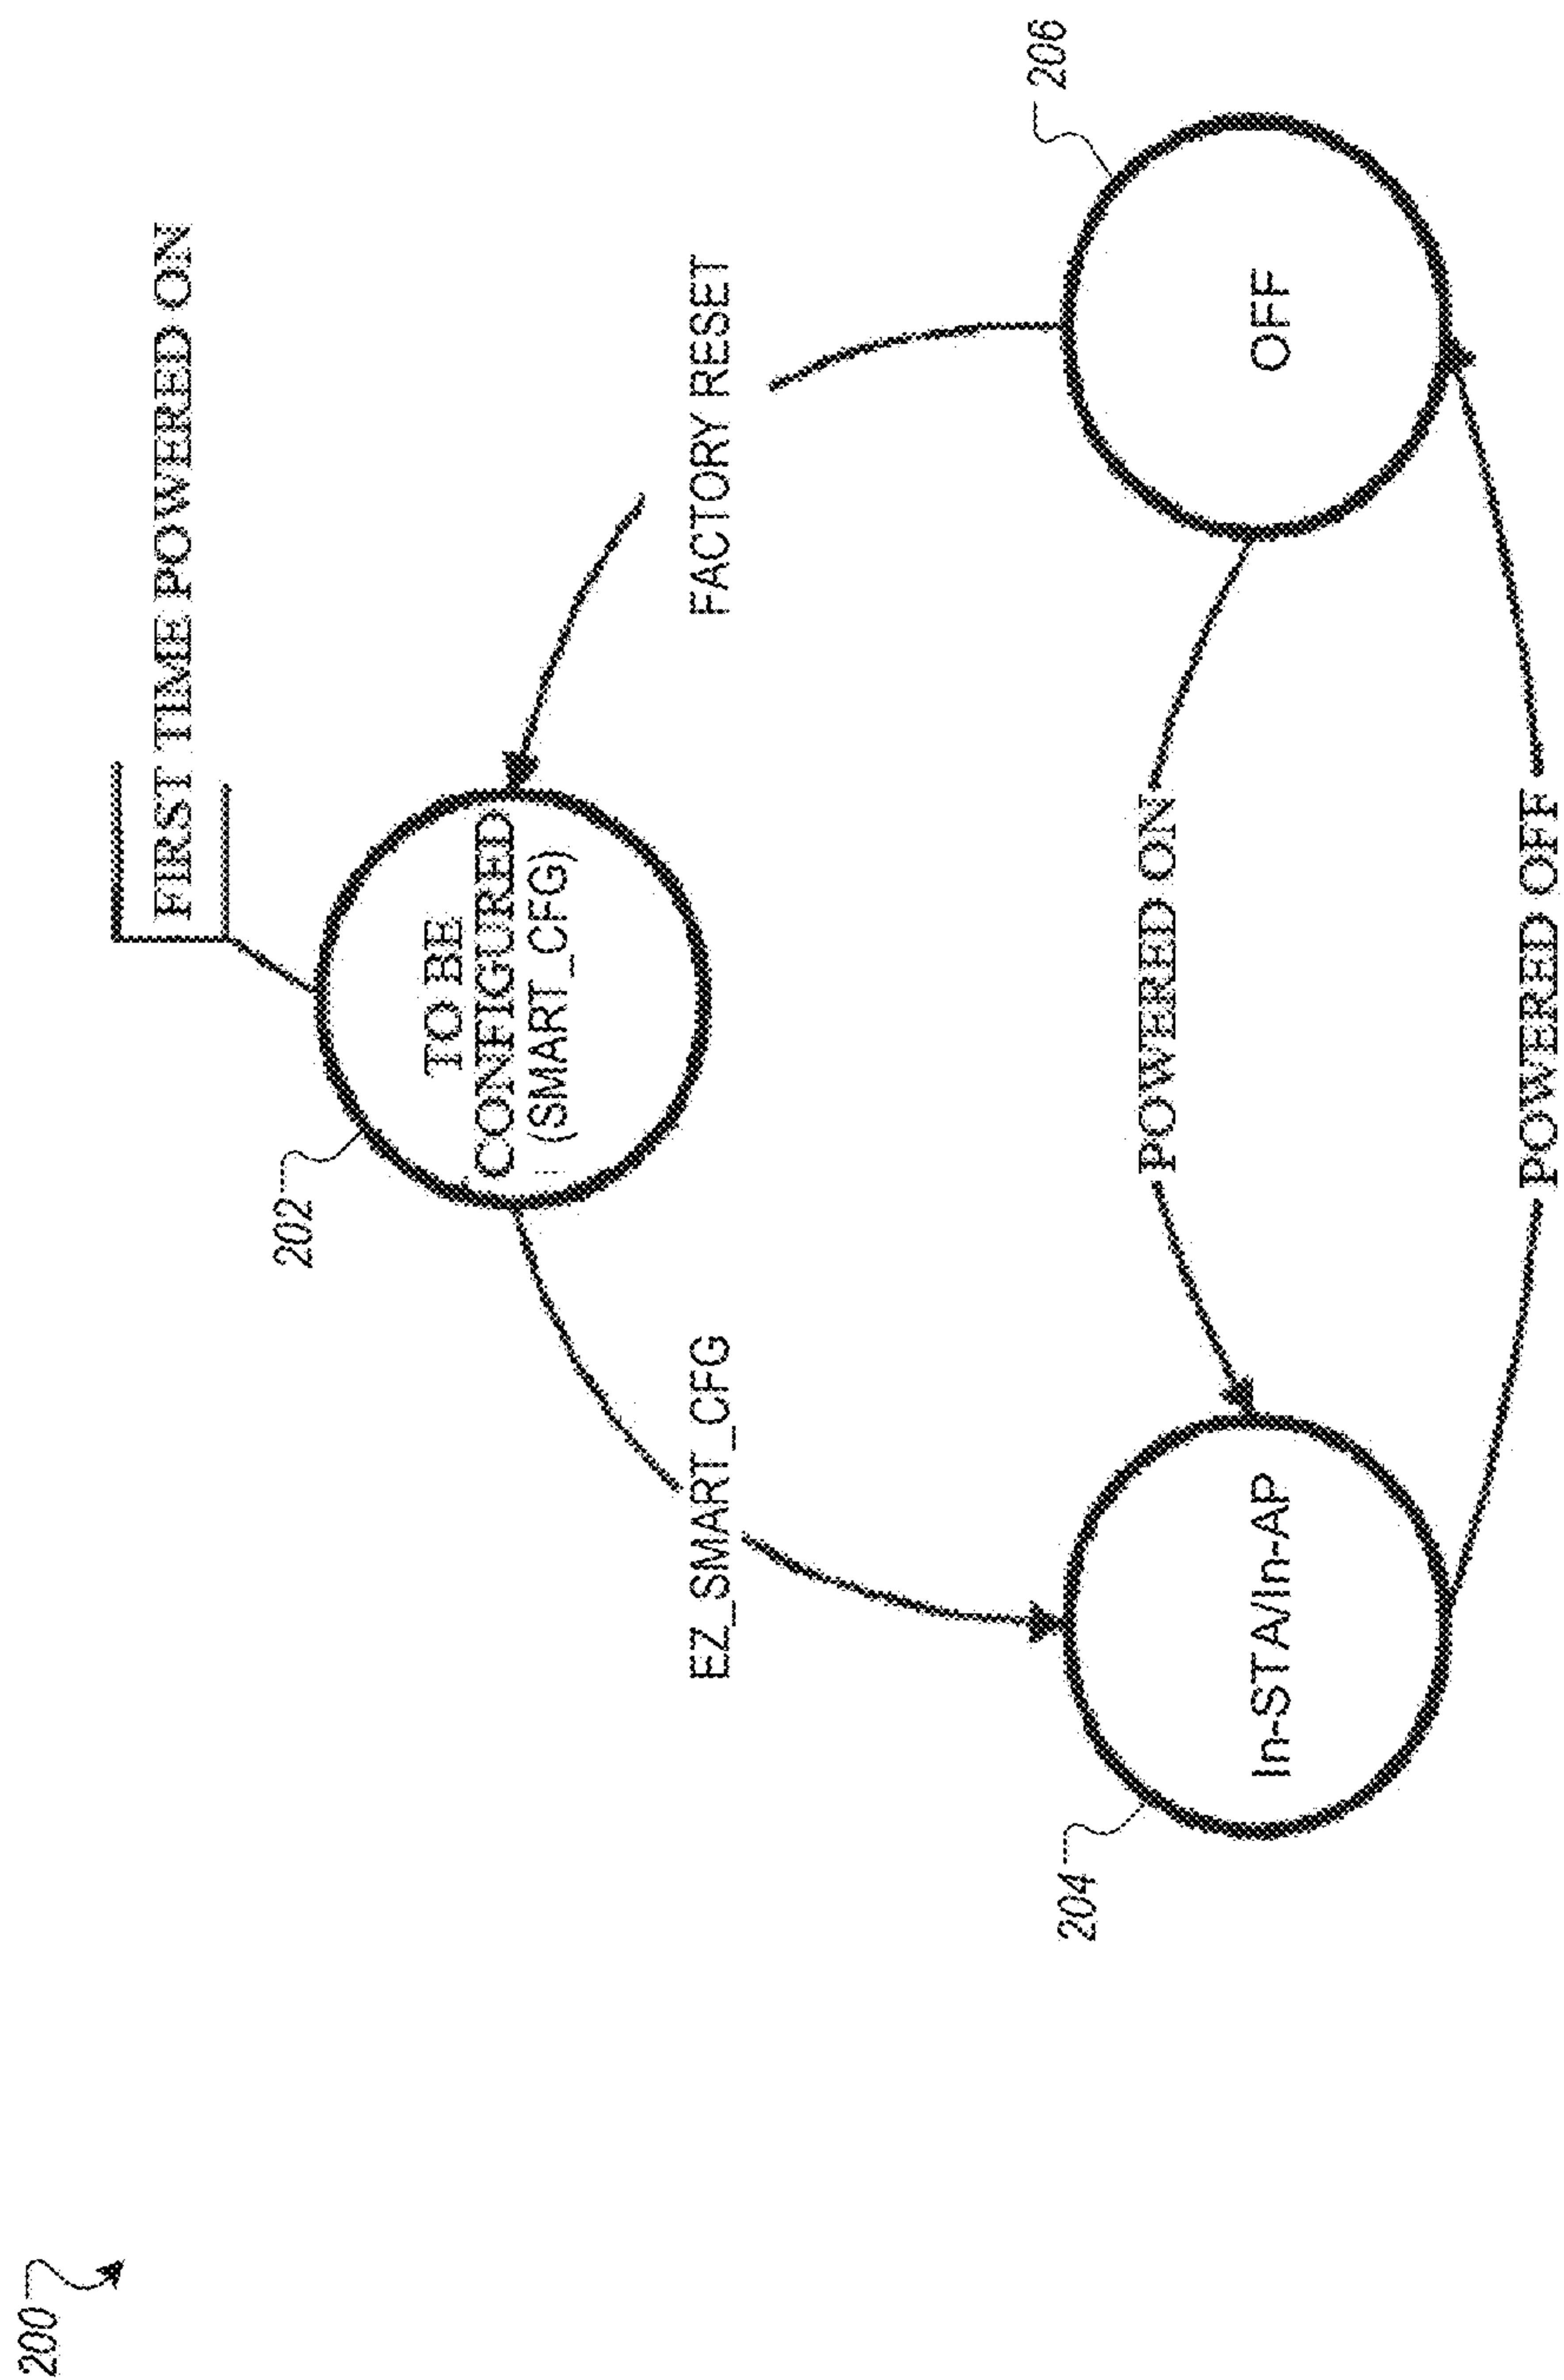 200
FIRST TIME POWERED ON
202
TO BE
CONFIGURED
(SMART_CFG)
EZ_SMART_CFG
FACTORY RESET
204
In-STA/In-AP
206
OFF
POWERED ON
POWERED OFF